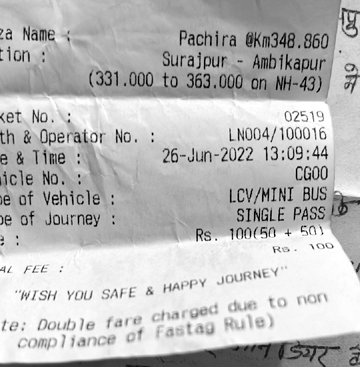 za Name : Pachira @Km348.860
tion : Surajpur - Ambikapur
(331.000 to 363.000 on NH-43)
ket No. : 02519
th & Operator No. : LN004/100016
e & Time : 26-Jun-2022 13:09:44
icle No. : CG00
pe of Vehicle : LCV/MINI BUS
pe of Journey : SINGLE PASS
e : Rs. 100(50 + 50)
Rs. 100
AL FEE :
"WISH YOU SAFE & HAPPY JOURNEY"
te: Double fare charged due to non
compliance of Fastag Rule)